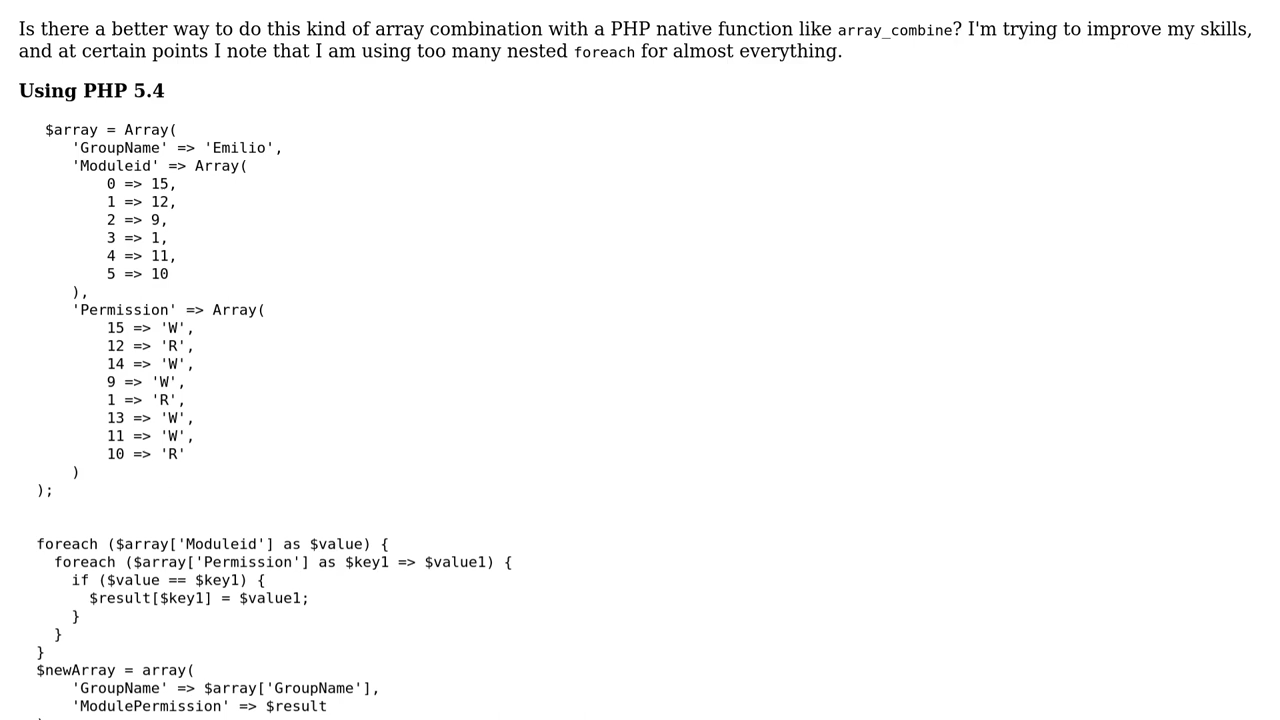 Is there a better way to do this kind of array combination with a PHP native function like array_combine? I'm trying to improve my skills,
and at certain points I note that I am using too many nested foreach for almost everything.
Using PHP 5.4
$array = Array(
'GroupName' => 'Emilio',
'Moduleid' => Array(
0 => 15,
1 => 12,
2 => 9,
3 => 1,
4 => 11,
5 => 10
),
'Permission' => Array(
15 => 'W',
12 => 'R',
14 => 'W',
9 => 'W',
1 => 'R',
13 => 'W',
11 => 'W',
10 => 'R'
)
);
foreach ($array['Moduleid'] as $value) {
foreach ($array['Permission'] as $key1 => $value1) {
if ($value == $key1) {
$result[$key1] = $value1;
}
}
}
$newArray = array(
'GroupName' => $array['GroupName'],
'ModulePermission' => $result